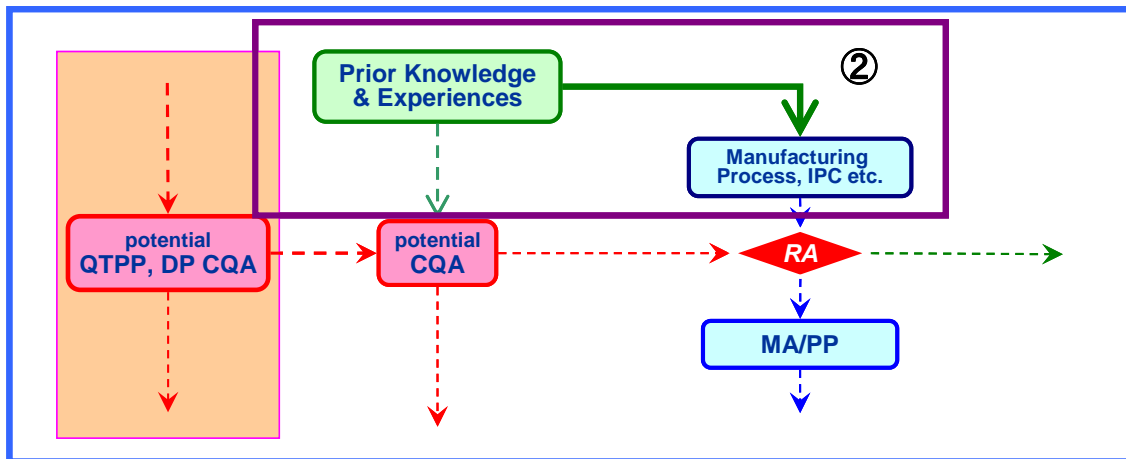 Prior Knowledge
& Experiences
②
Manufacturing
Process, IPC etc.
potential
QTPP, DP CQA
potential
CQA
RA
MA/PP